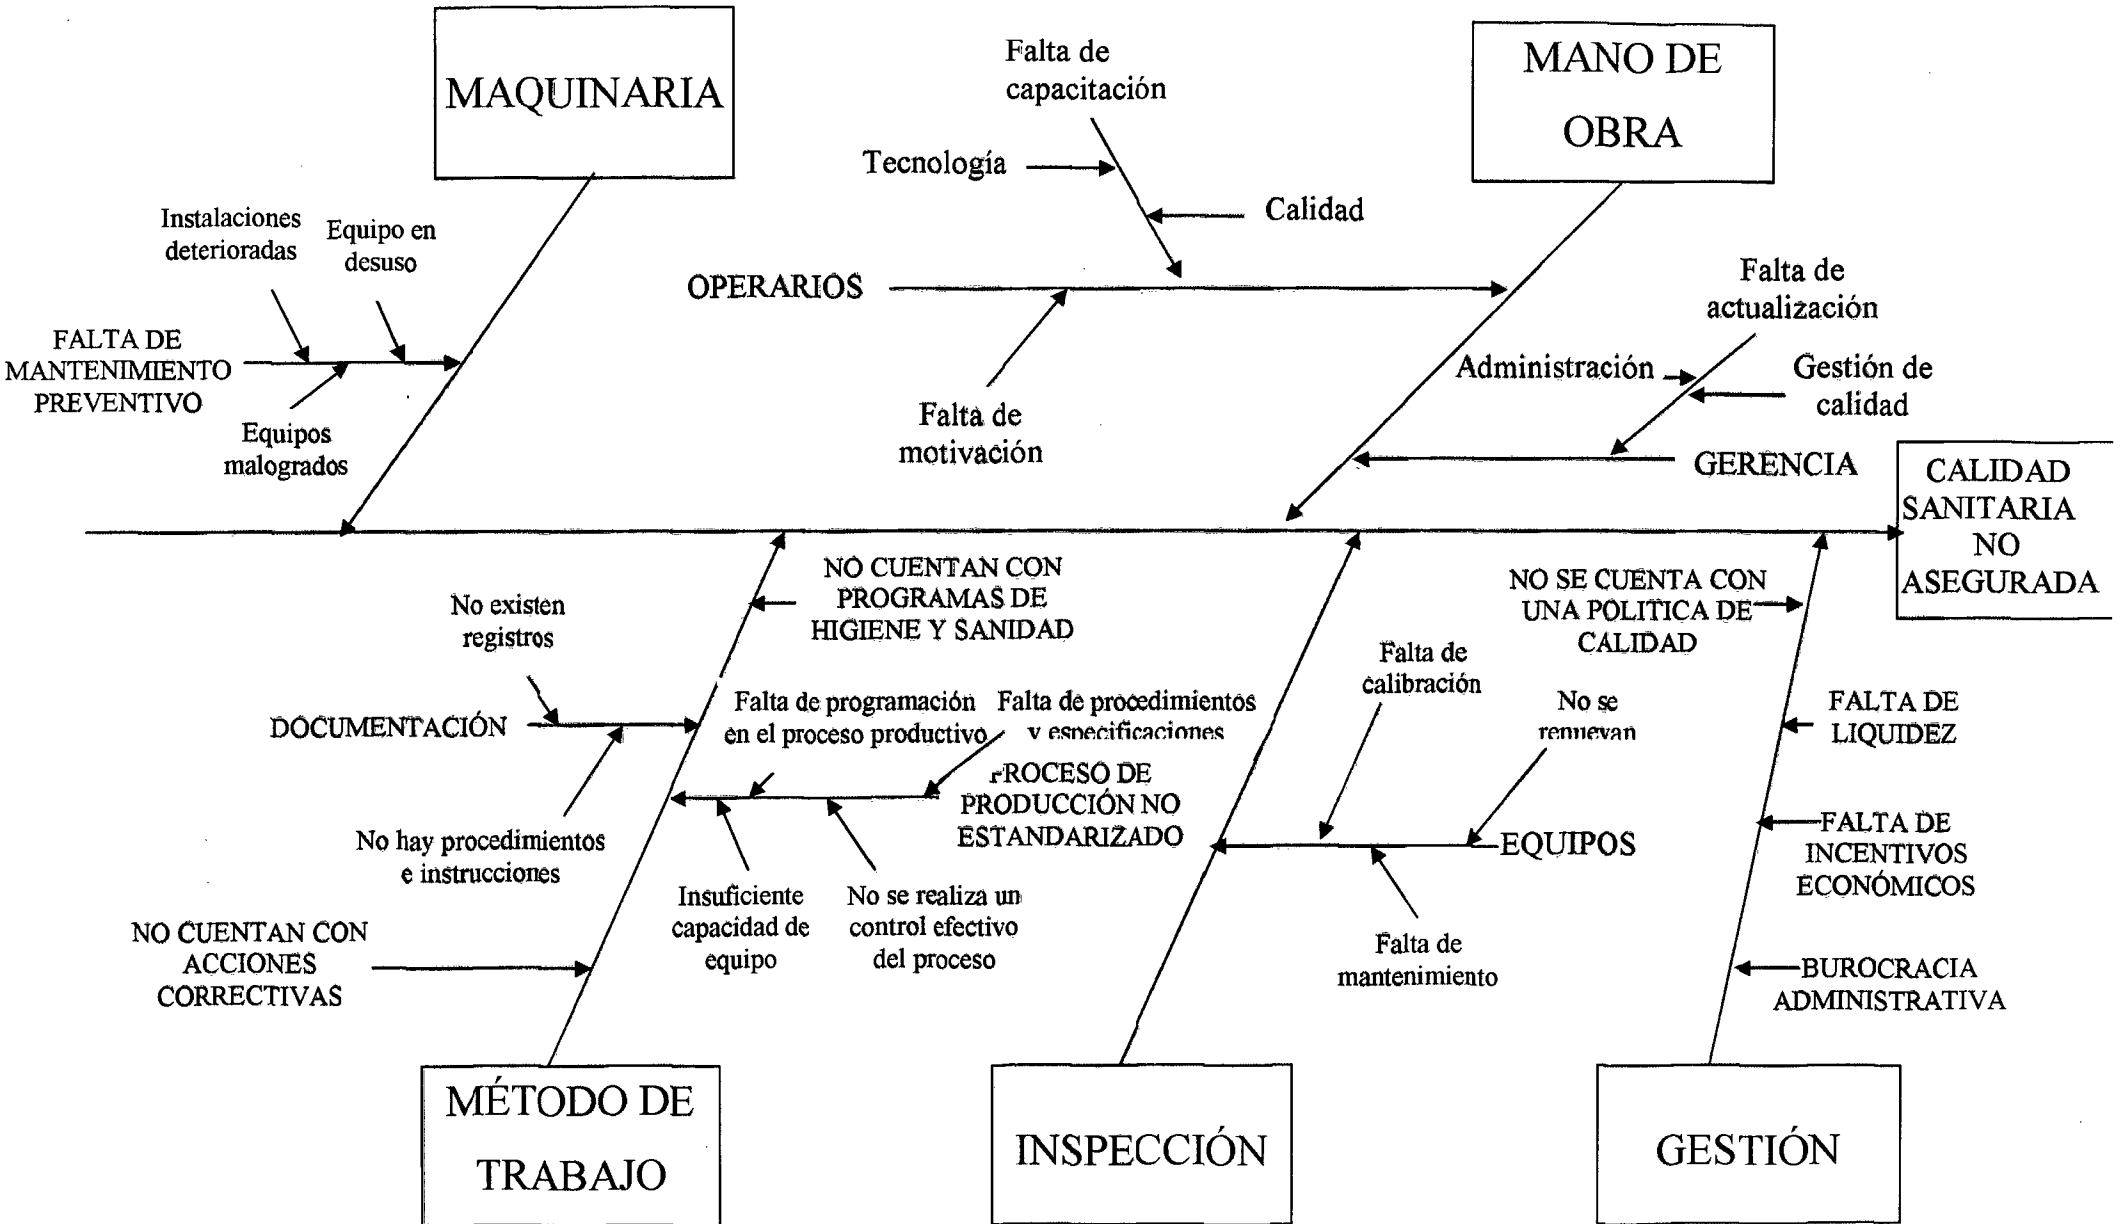 MAQUINARIA
Falta de
capacitación
MANO DE
OBRA
Tecnología
Calidad
Instalaciones
deterioradas
Equipo en
desuso
OPERARIOS
Falta de
actualización
FALTA DE
MANTENIMIENTO
PREVENTIVO
Administración
Gestión de
calidad
Equipos
malogrados
Falta de
motivación
GERENCIA
CALIDAD
SANITARIA
NO
ASEGURADA
NO CUENTAN CON
PROGRAMAS DE
HIGIENE Y SANIDAD
NO SE CUENTA CON
UNA POLITICA DE
CALIDAD
No existen
registros
Falta de
calibración
DOCUMENTACIÓN
Falta de programación
en el proceso productivo
Falta de procedimientos
y especificaciones
No se
renuevan
FALTA DE
LIQUIDEZ
PROCESO DE
PRODUCCIÓN NO
ESTANDARIZADO
No hay procedimientos
e instrucciones
EQUIPOS
FALTA DE
INCENTIVOS
ECONÓMICOS
Insuficiente
capacidad de
equipo
No se realiza un
control efectivo
del proceso
NO CUENTAN CON
ACCIONES
CORRECTIVAS
Falta de
mantenimiento
BUROCRACIA
ADMINISTRATIVA
MÉTODO DE
TRABAJO
INSPECCIÓN
GESTIÓN